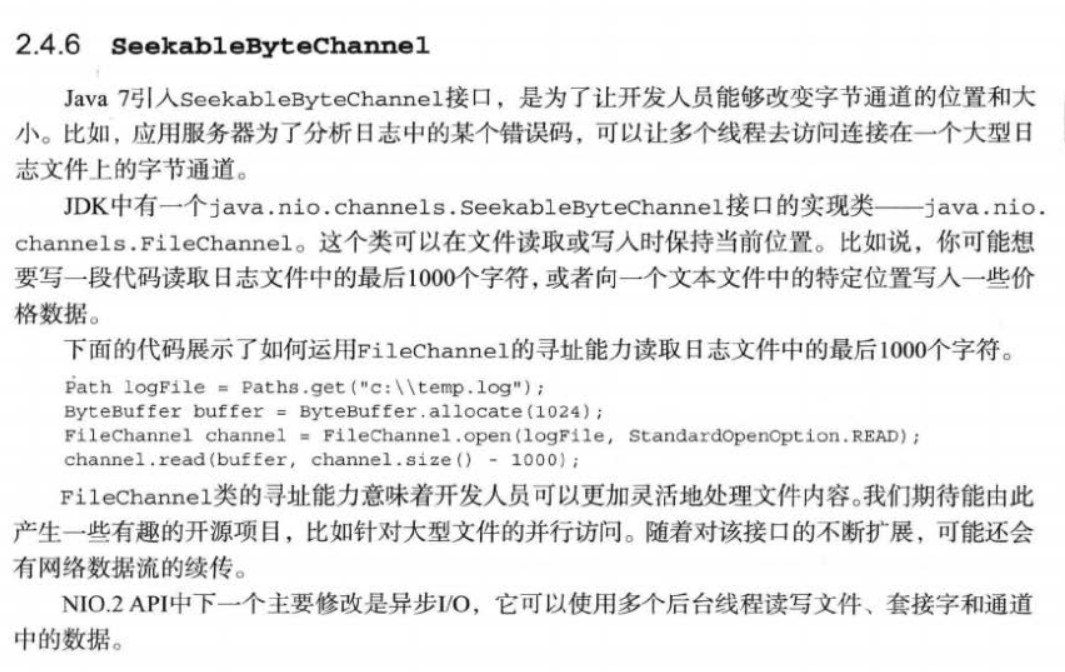 2.4.6 SeekableByteChannel
Java 7引入SeekableByteChannel接口，是为了让开发人员能够改变字节通道的位置和大
小。比如，应用服务器为了分析日志中的某个错误码，可以让多个线程去访问连接在一个大型日
志文件上的字节通道。
JDK中有一个java.nio.channels.SeekableByteChannel接口的实现类——java.nio.
channels.FileChannel。这个类可以在文件读取或写入时保持当前位置。比如说，你可能想
要写一段代码读取日志文件中的最后1000个字符，或者向一个文本文件中的特定位置写入一些价
格数据。
下面的代码展示了如何运用FileChannel的寻址能力读取日志文件中的最后1000个字符。
Path logFile = Paths.get("c:\\temp.log");
ByteBuffer buffer = ByteBuffer.allocate(1024);
FileChannel channel = FileChannel.open(logFile, StandardOpenOption.READ);
channel.read(buffer, channel.size() - 1000);
FileChannel类的寻址能力意味着开发人员可以更加灵活地处理文件内容。我们期待能由此
产生一些有趣的开源项目，比如针对大型文件的并行访问。随着对该接口的不断扩展，可能还会
有网络数据流的续传。
NIO.2 API中下一个主要修改是异步I/O，它可以使用多个后台线程读写文件、套接字和通道
中的数据。